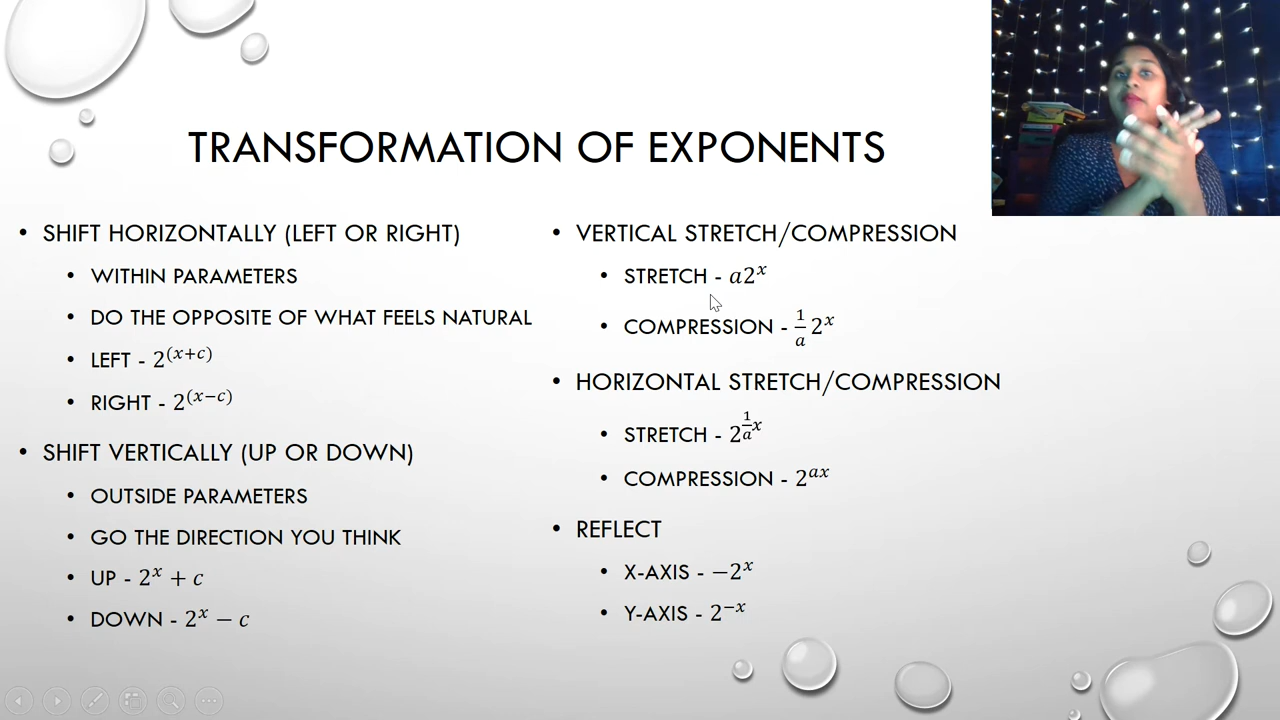 TRANSFORMATION OF EXPONENTS
• SHIFT HORIZONTALLY (LEFT OR RIGHT)
• WITHIN PARAMETERS
• DO THE OPPOSITE OF WHAT FEELS NATURAL
• LEFT - 2^(x+c)
• RIGHT - 2^(x−c)
• SHIFT VERTICALLY (UP OR DOWN)
• OUTSIDE PARAMETERS
• GO THE DIRECTION YOU THINK
• UP - 2^x + c
• DOWN - 2^x − c
• VERTICAL STRETCH/COMPRESSION
• STRETCH - a2^x
• COMPRESSION - 1/a 2^x
• HORIZONTAL STRETCH/COMPRESSION
• STRETCH - 2^(1/a x)
• COMPRESSION - 2^(ax)
• REFLECT
• X-AXIS - −2^x
• Y-AXIS - 2^(−x)